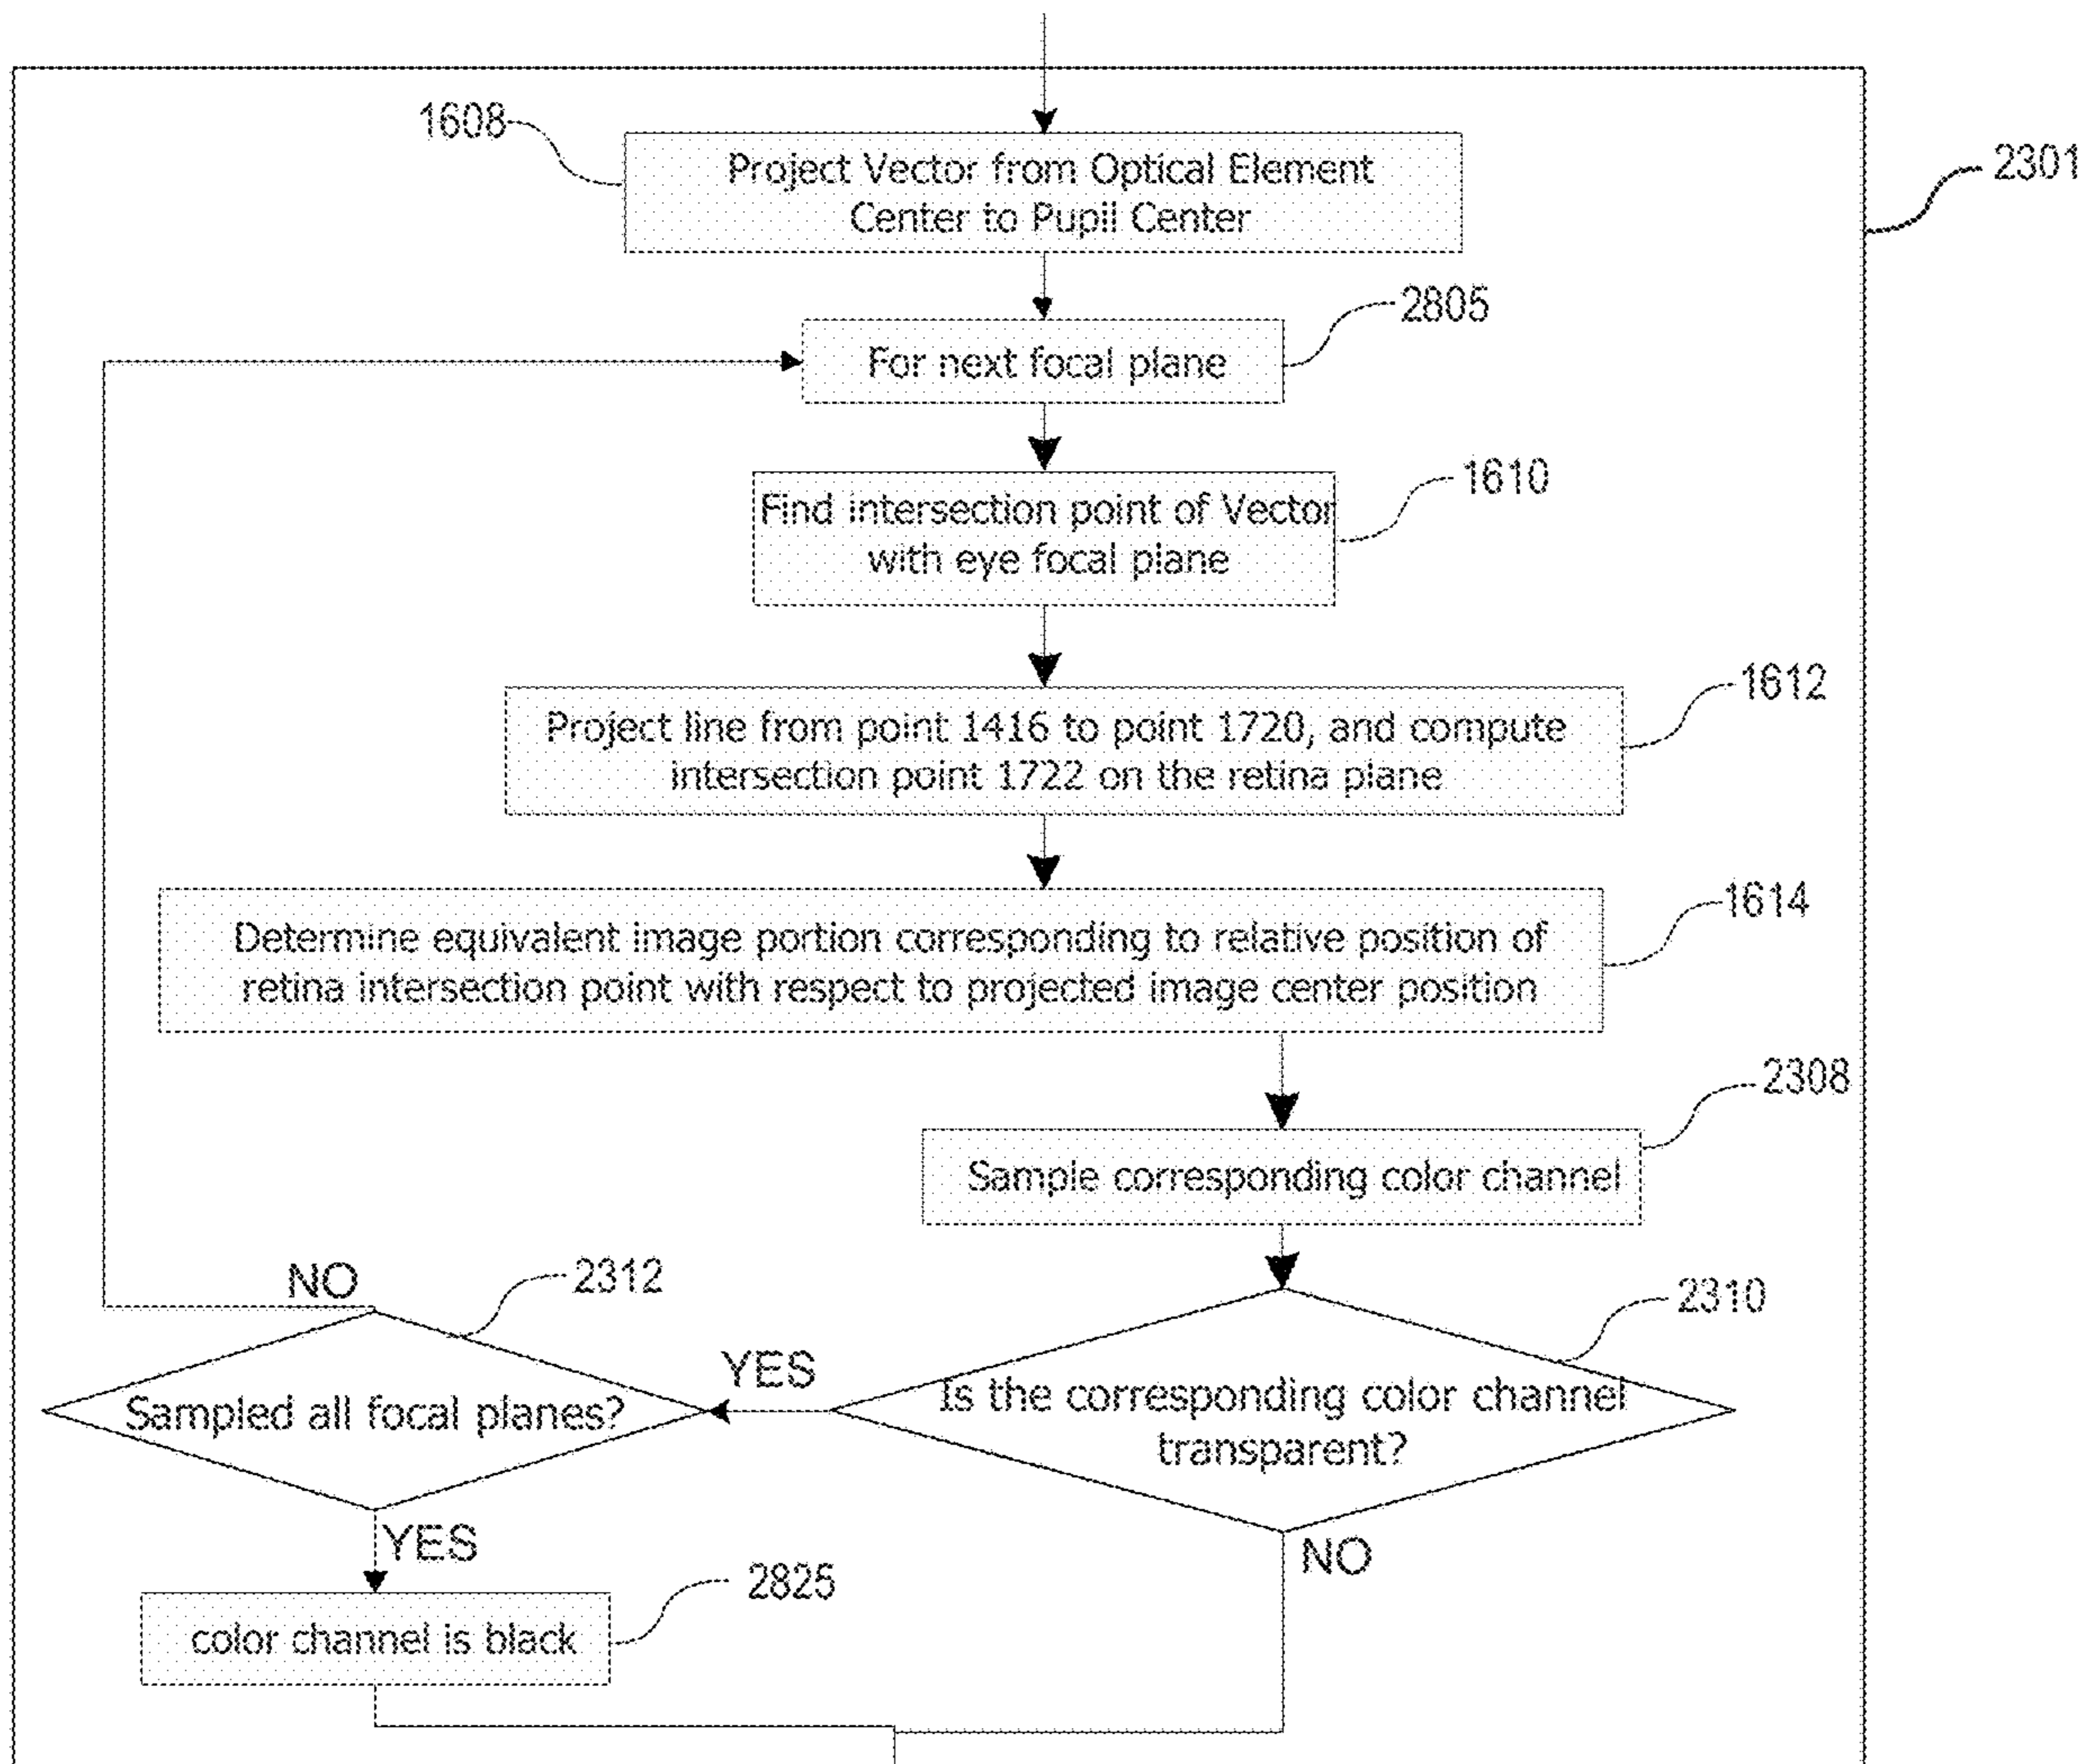 1608
Project Vector from Optical Element
Center to Pupil Center
2301
2805
For next focal plane
1610
Find intersection point of Vector
with eye focal plane
1612
Project line from point 1416 to point 1720, and compute
intersection point 1722 on the retina plane
1614
Determine equivalent image portion corresponding to relative position of
retina intersection point with respect to projected image center position
2308
Sample corresponding color channel
NO
2312
2310
YES
Sampled all focal planes?
Is the corresponding color channel
transparent?
YES
NO
2825
color channel is black